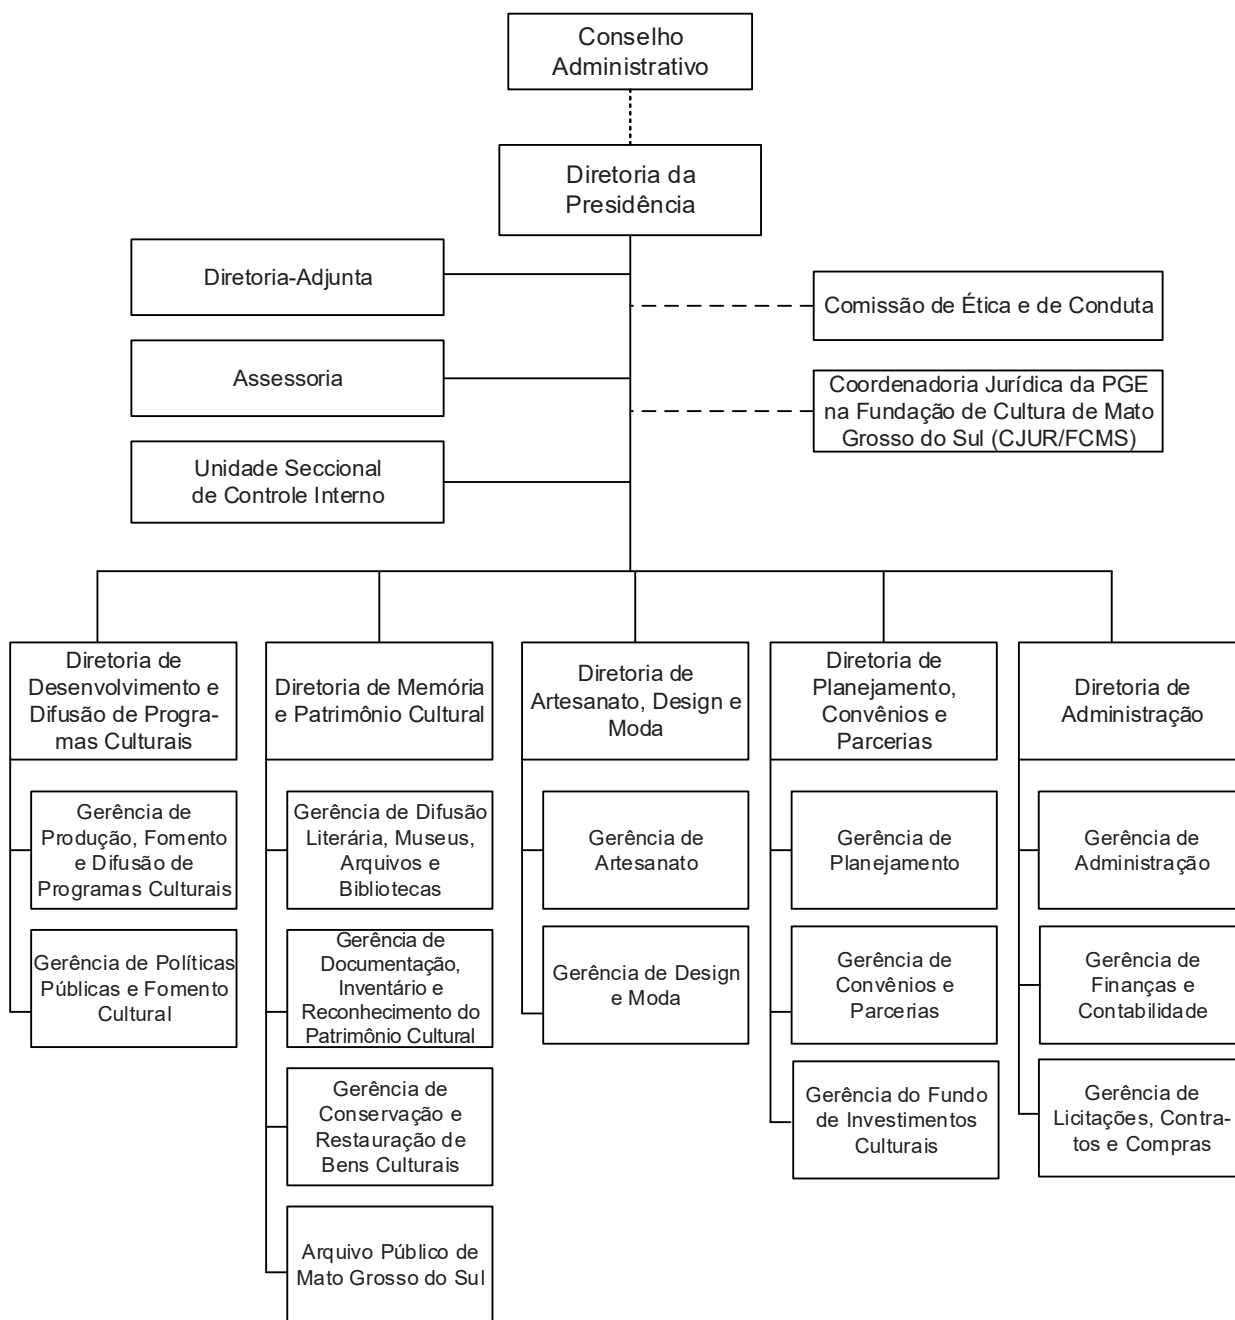 Conselho
Administrativo
Diretoria da
Presidência
Diretoria-Adjunta
Comissão de Ética e de Conduta
Assessoria
Coordenadoria Jurídica da PGE
na Fundação de Cultura de Mato
Grosso do Sul (CJUR/FCMS)
Unidade Seccional
de Controle Interno
Diretoria de
Desenvolvimento e
Difusão de Progra-
mas Culturais
Diretoria de Memória
e Patrimônio Cultural
Diretoria de
Artesanato, Design e
Moda
Diretoria de
Planejamento,
Convênios e
Parcerias
Diretoria de
Administração
Gerência de
Produção, Fomento
e Difusão de
Programas Culturais
Gerência de Difusão
Literária, Museus,
Arquivos e
Bibliotecas
Gerência de
Artesanato
Gerência de
Planejamento
Gerência de
Administração
Gerência de Políticas
Públicas e Fomento
Cultural
Gerência de
Documentação,
Inventário e
Reconhecimento do
Patrimônio Cultural
Gerência de Design
e Moda
Gerência de
Convênios e
Parcerias
Gerência de
Finanças e
Contabilidade
Gerência de
Conservação e
Restauração de
Bens Culturais
Gerência do Fundo
de Investimentos
Culturais
Gerência de
Licitações, Contra-
tos e Compras
Arquivo Público de
Mato Grosso do Sul